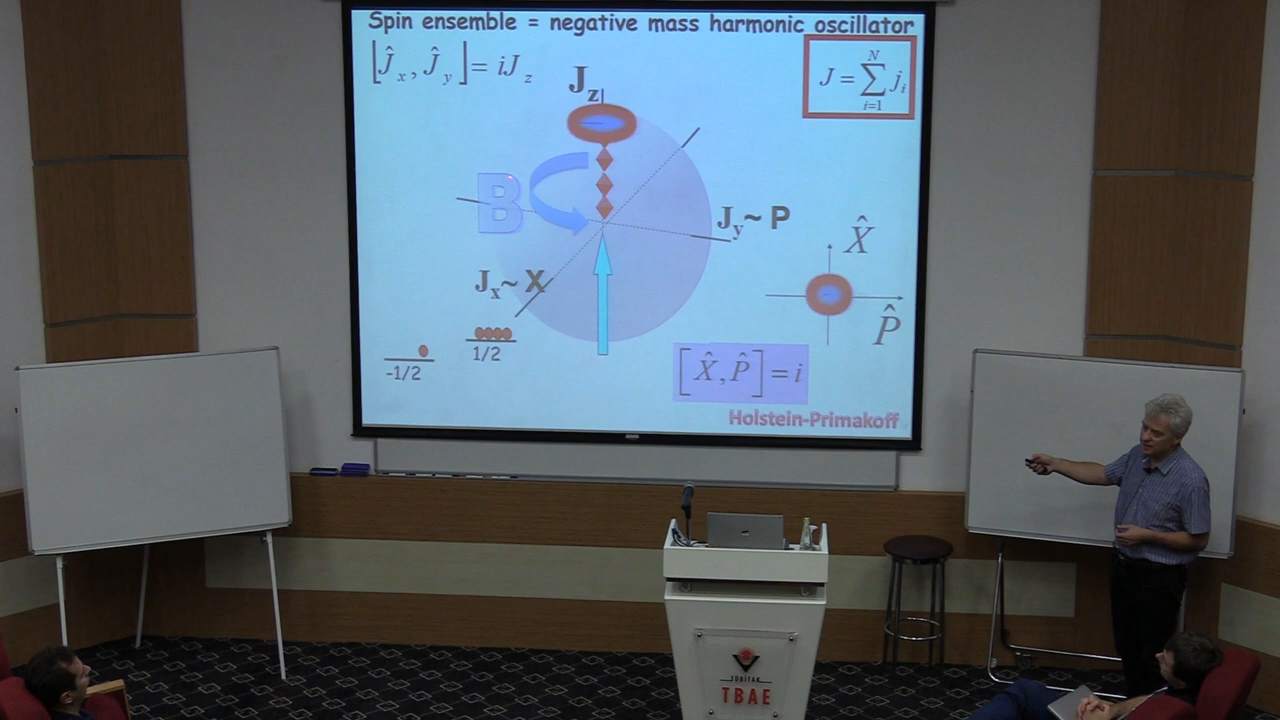 Spin ensemble = negative mass harmonic oscillator
[Ĵx, Ĵy] = iJz
J = ∑ i=1 N ji
Jz
B
Jy ~ P
X̂
Jx ~ X
P̂
1/2
-1/2
[X̂, P̂] = i
Holstein-Primakoff
TÜBİTAK
TBAE